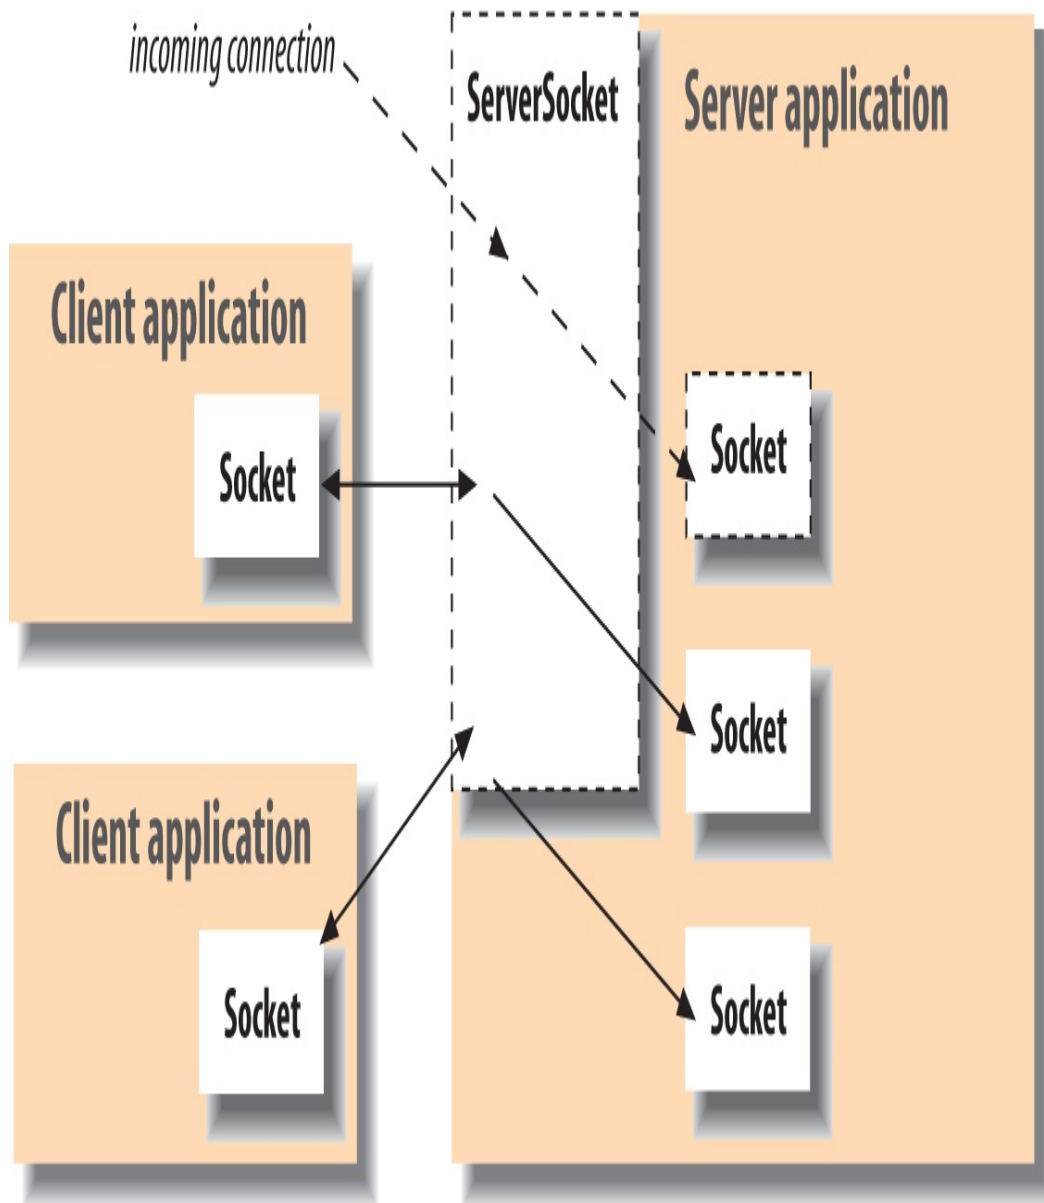 incoming connection
ServerSocket
Server application
Client application
Socket
Socket
Socket
Client application
Socket
Socket